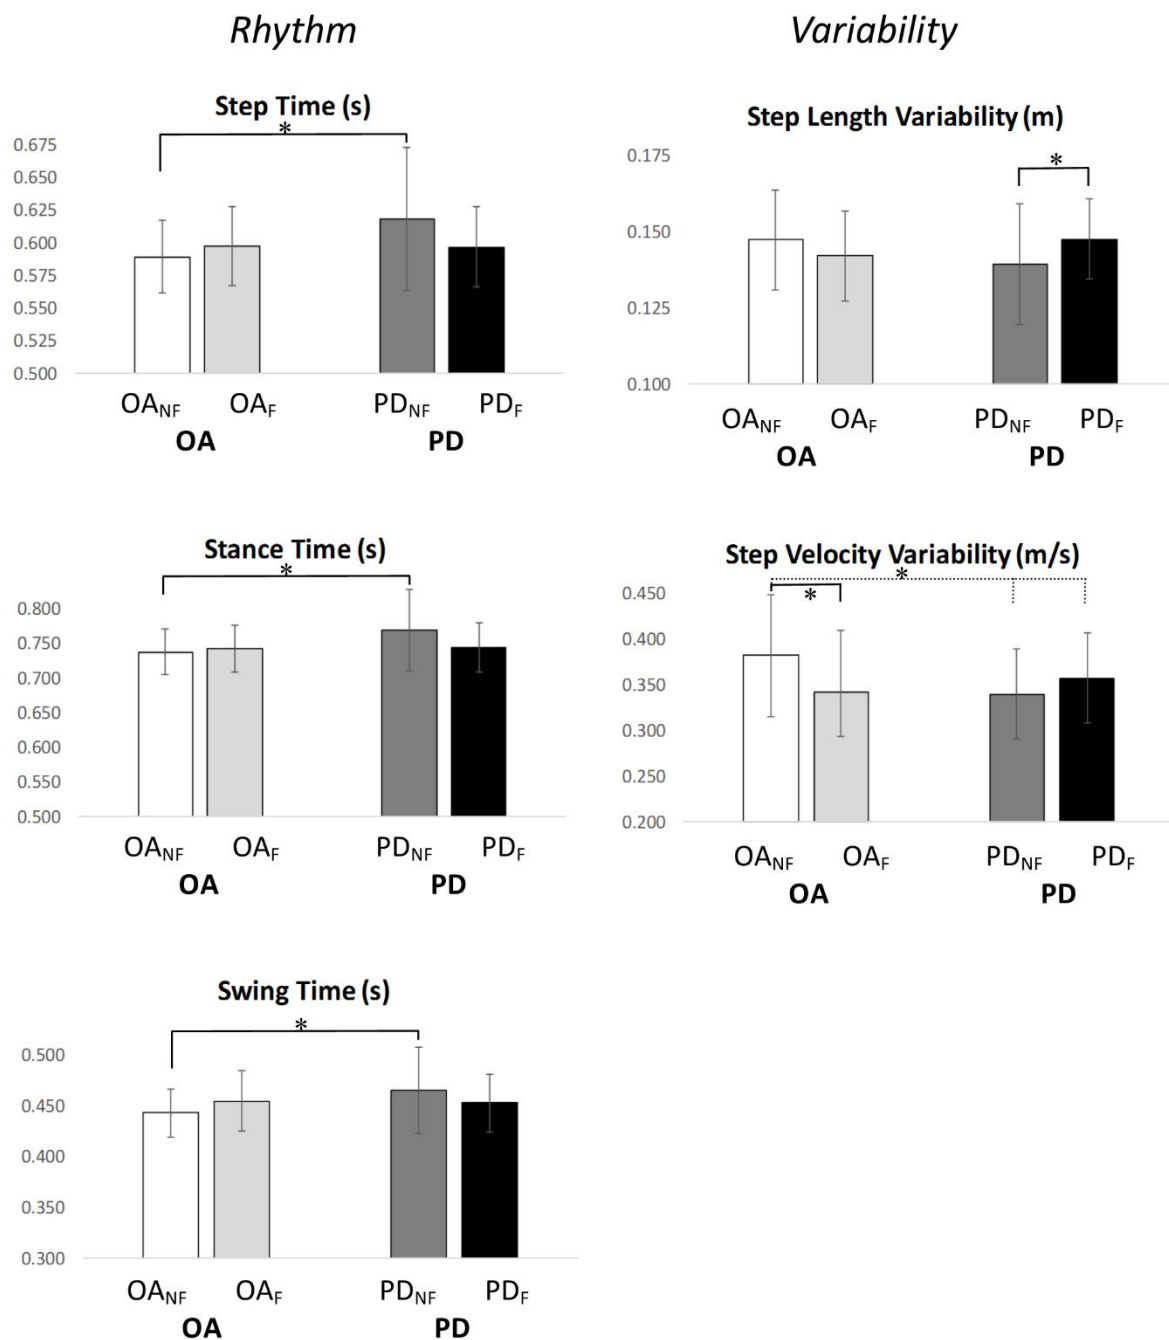 Rhythm
Variability
Step Time (s)
*
0.675
0.650
0.625
0.600
0.575
0.550
0.525
0.500
OANF OAF PDNF PDF
OA PD
Step Length Variability (m)
*
0.175
0.150
0.125
0.100
OANF OAF PDNF PDF
OA PD
Stance Time (s)
*
0.800
0.750
0.700
0.650
0.600
0.550
0.500
OANF OAF PDNF PDF
OA PD
Step Velocity Variability (m/s)
*
*
0.450
0.400
0.350
0.300
0.250
0.200
OANF OAF PDNF PDF
OA PD
Swing Time (s)
*
0.500
0.450
0.400
0.350
0.300
OANF OAF PDNF PDF
OA PD